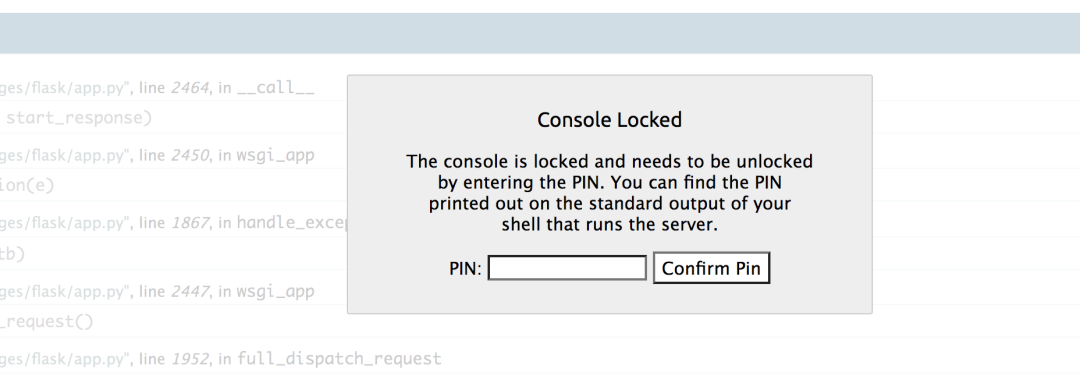 ges/flask/app.py", line 2464, in __call__
start_response)
ges/flask/app.py", line 2450, in wsgi_app
ion(e)
ges/flask/app.py", line 1867, in handle_excep
tb)
ges/flask/app.py", line 2447, in wsgi_app
_request()
ges/flask/app.py", line 1952, in full_dispatch_request
Console Locked
The console is locked and needs to be unlocked
by entering the PIN. You can find the PIN
printed out on the standard output of your
shell that runs the server.
PIN: Confirm Pin